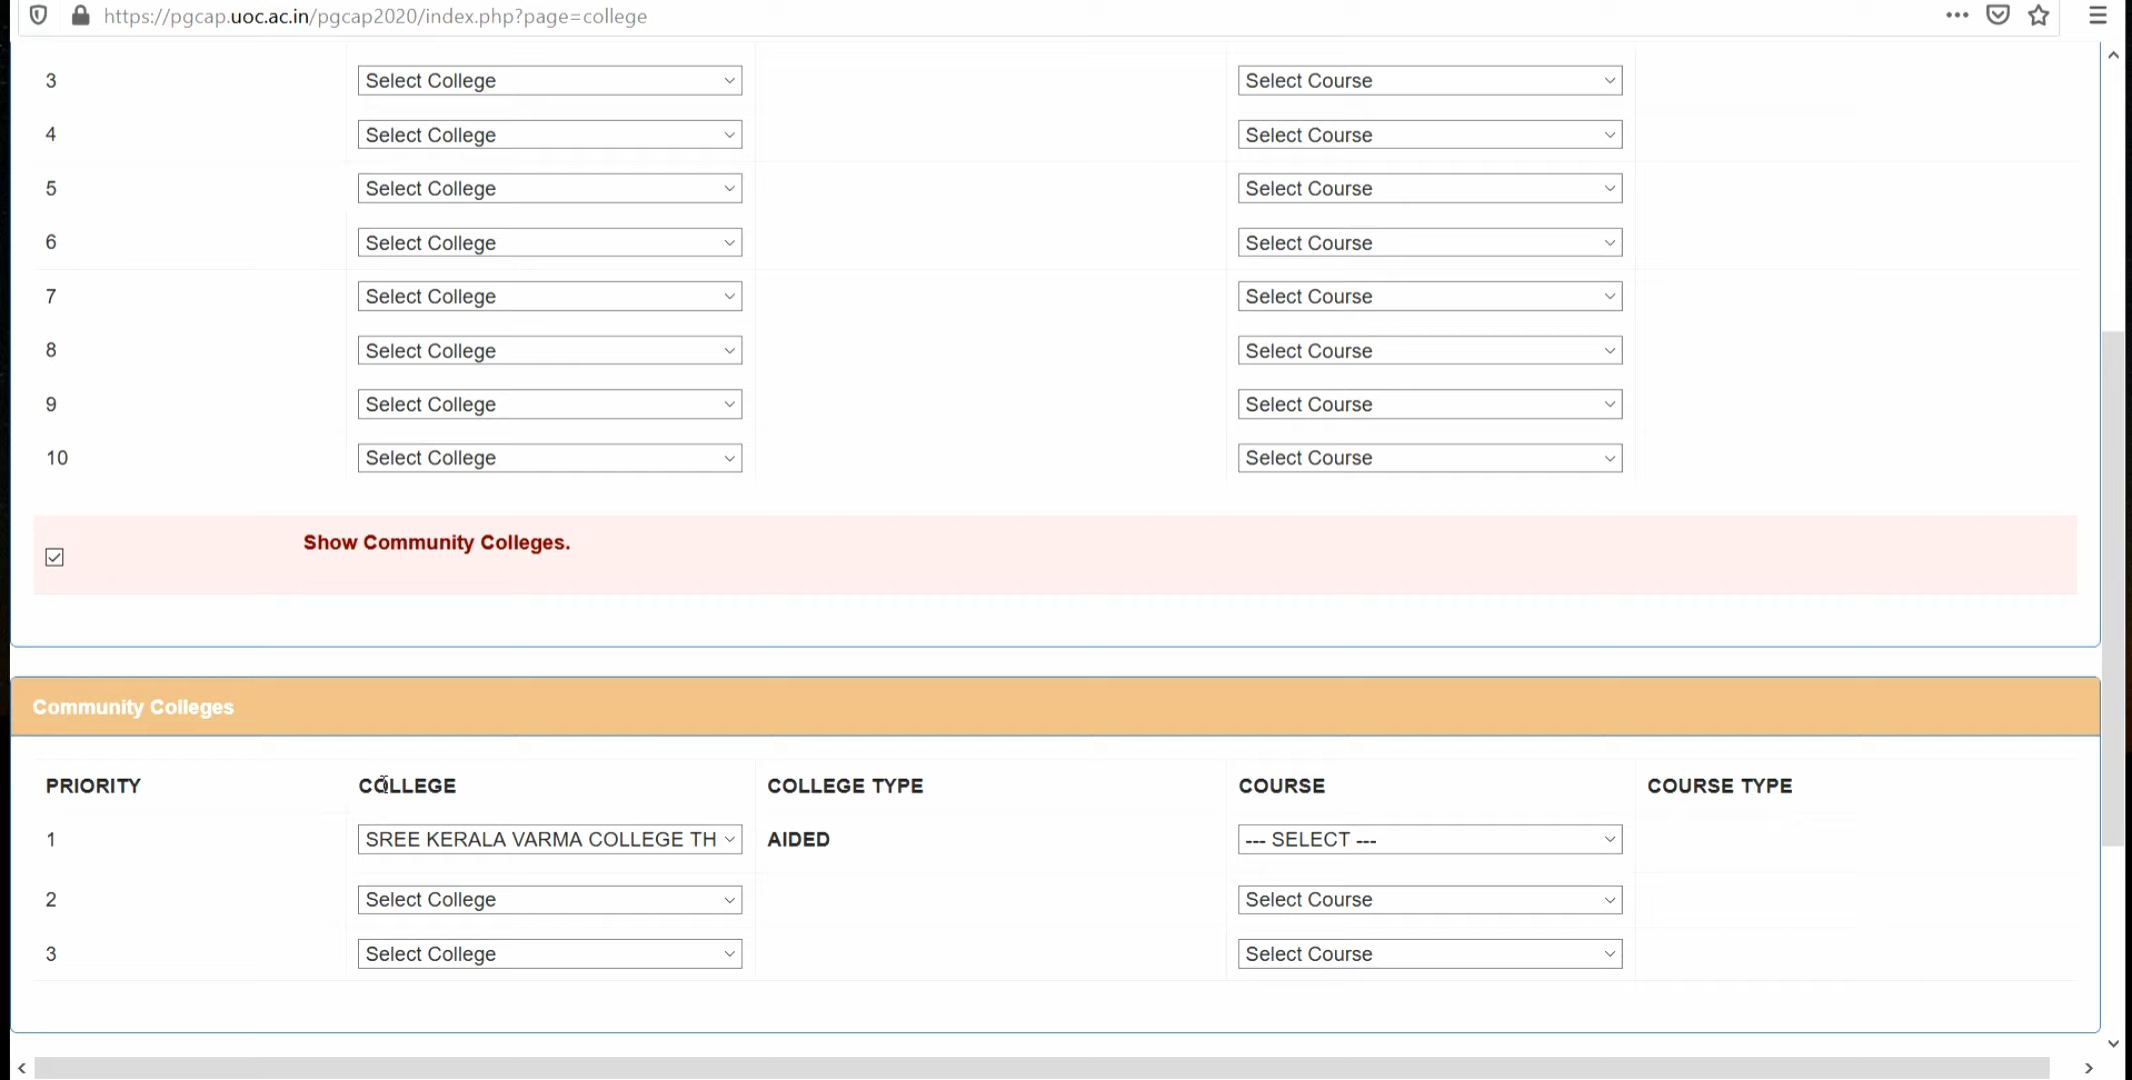 https://pgcap.uoc.ac.in/pgcap2020/index.php?page=college
3 Select College Select Course
4 Select College Select Course
5 Select College Select Course
6 Select College Select Course
7 Select College Select Course
8 Select College Select Course
9 Select College Select Course
10 Select College Select Course
Show Community Colleges.
Community Colleges
PRIORITY COLLEGE COLLEGE TYPE COURSE COURSE TYPE
1 SREE KERALA VARMA COLLEGE TH AIDED --- SELECT ---
2 Select College Select Course
3 Select College Select Course